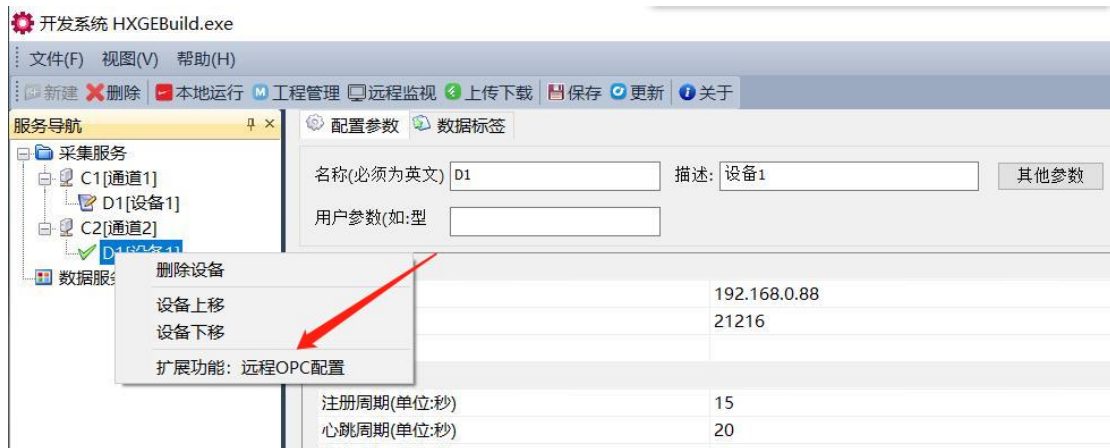 开发系统 HXGEBuild.exe
文件(F) 视图(V) 帮助(H)
新建 删除 本地运行 工程管理 远程监视 上传下载 保存 更新 关于
服务导航
采集服务
C1[通道1]
D1[设备1]
C2[通道2]
D1[设备1]
数据服
删除设备
设备上移
设备下移
扩展功能：远程OPC配置
配置参数 数据标签
名称(必须为英文) D1 描述: 设备1 其他参数
用户参数(如:型
192.168.0.88
21216
注册周期(单位:秒) 15
心跳周期(单位:秒) 20